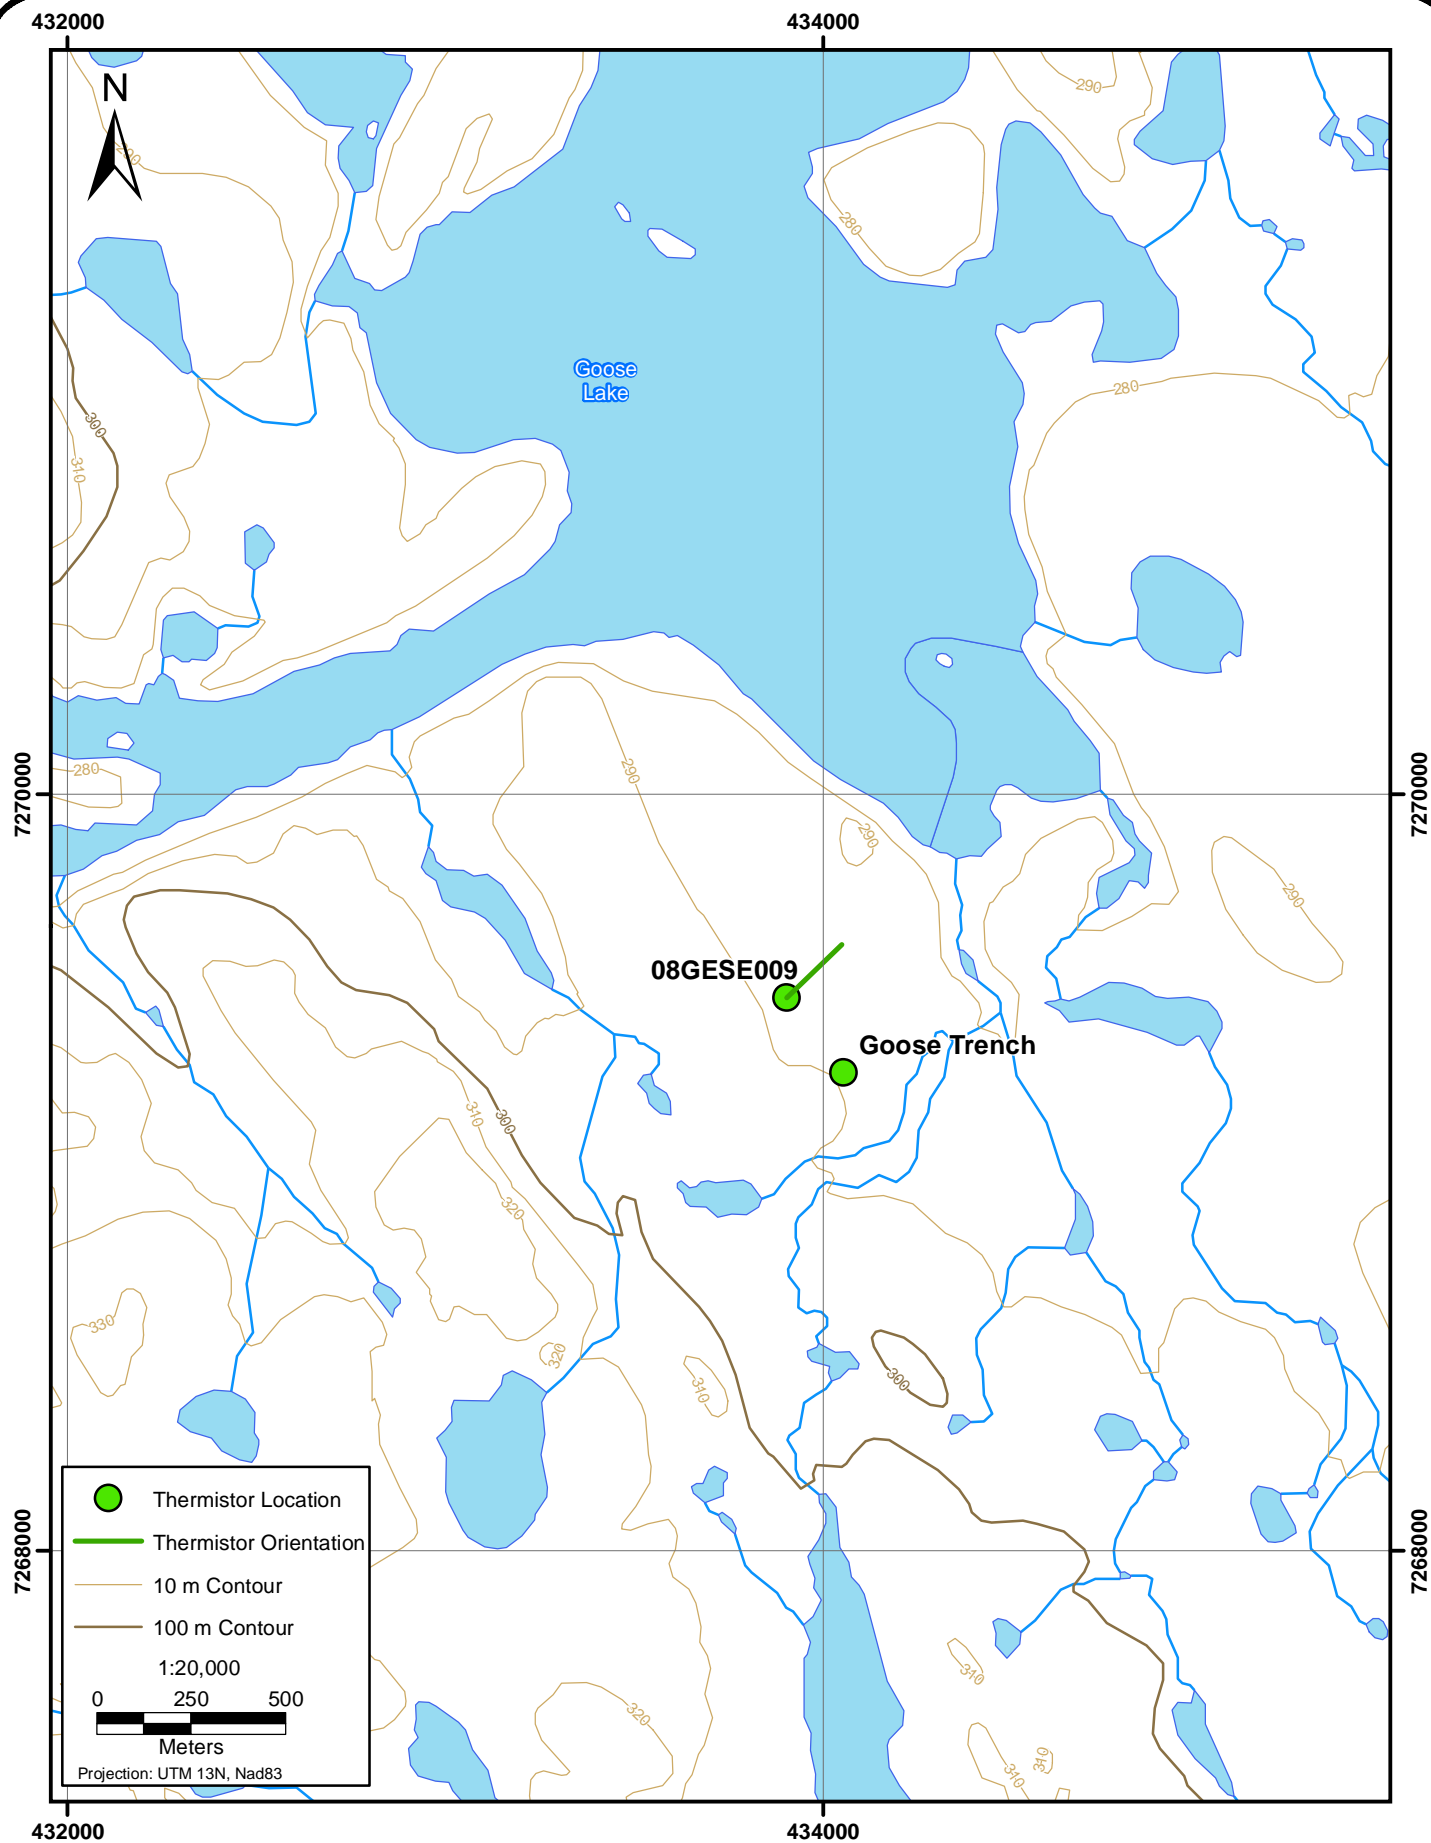 432000
434000
N
290
290
280
Goose
Lake
280
300
310
290
280
7270000
7270000
290
290
08GESE009
Goose Trench
310
300
320
330
320
310
300
Thermistor Location
Thermistor Orientation
10 m Contour
100 m Contour
1:20,000
0 250 500
Meters
Projection: UTM 13N, Nad83
7268000
7268000
310
320
310
310
432000
434000